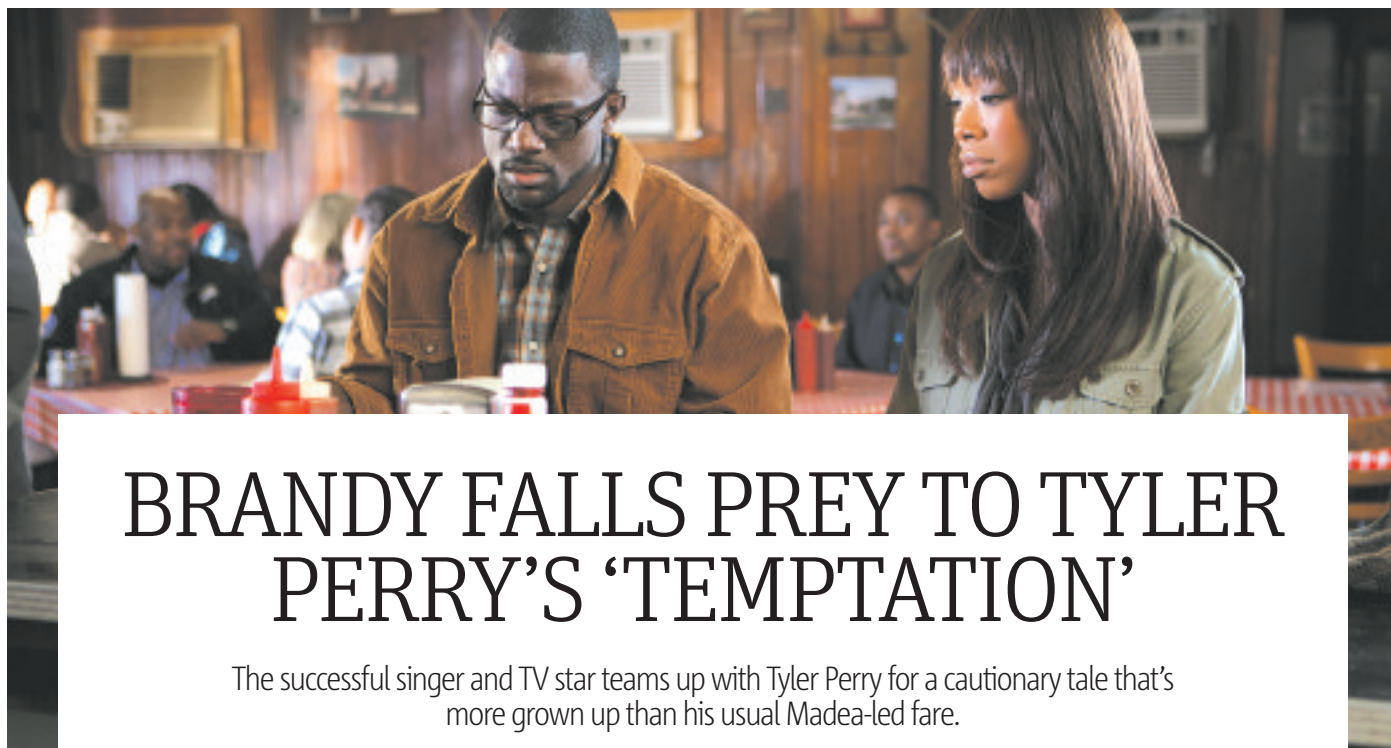 BRANDY FALLS PREY TO TYLER
PERRY’S ‘TEMPTATION’
The successful singer and TV star teams up with Tyler Perry for a cautionary tale that’s
more grown up than his usual Madea-led fare.